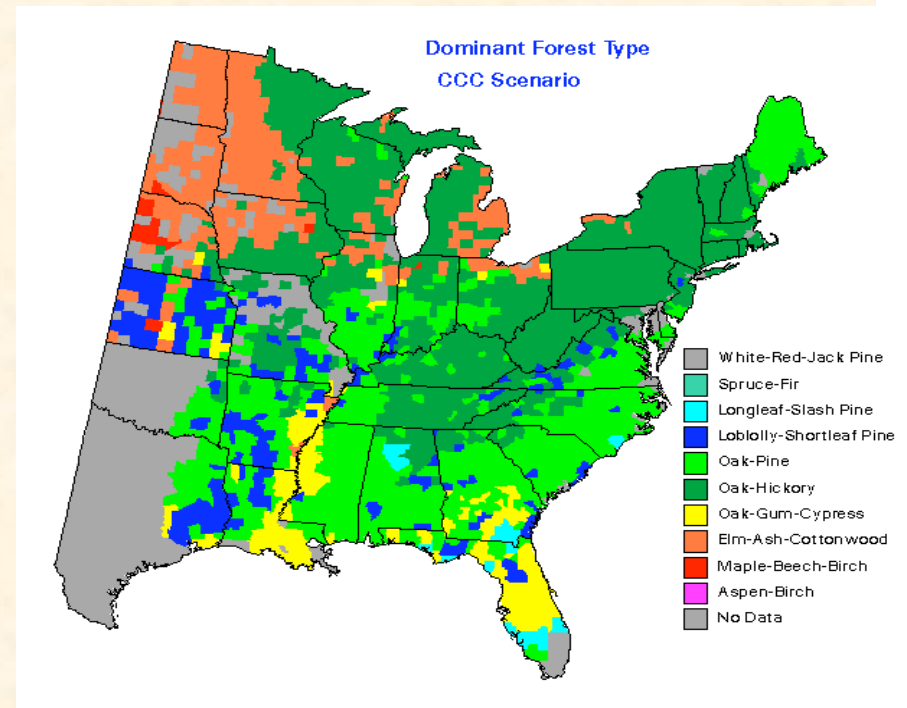 Dominant Forest Type
CCC Scenario
White-Red-Jack Pine
Spruce-Fir
Longleaf-Slash Pine
Loblolly-Shortleaf Pine
Oak-Pine
Oak-Hickory
Oak-Gum-Cypress
Elm-Ash-Cottonwood
Maple-Beech-Birch
Aspen-Birch
No Data